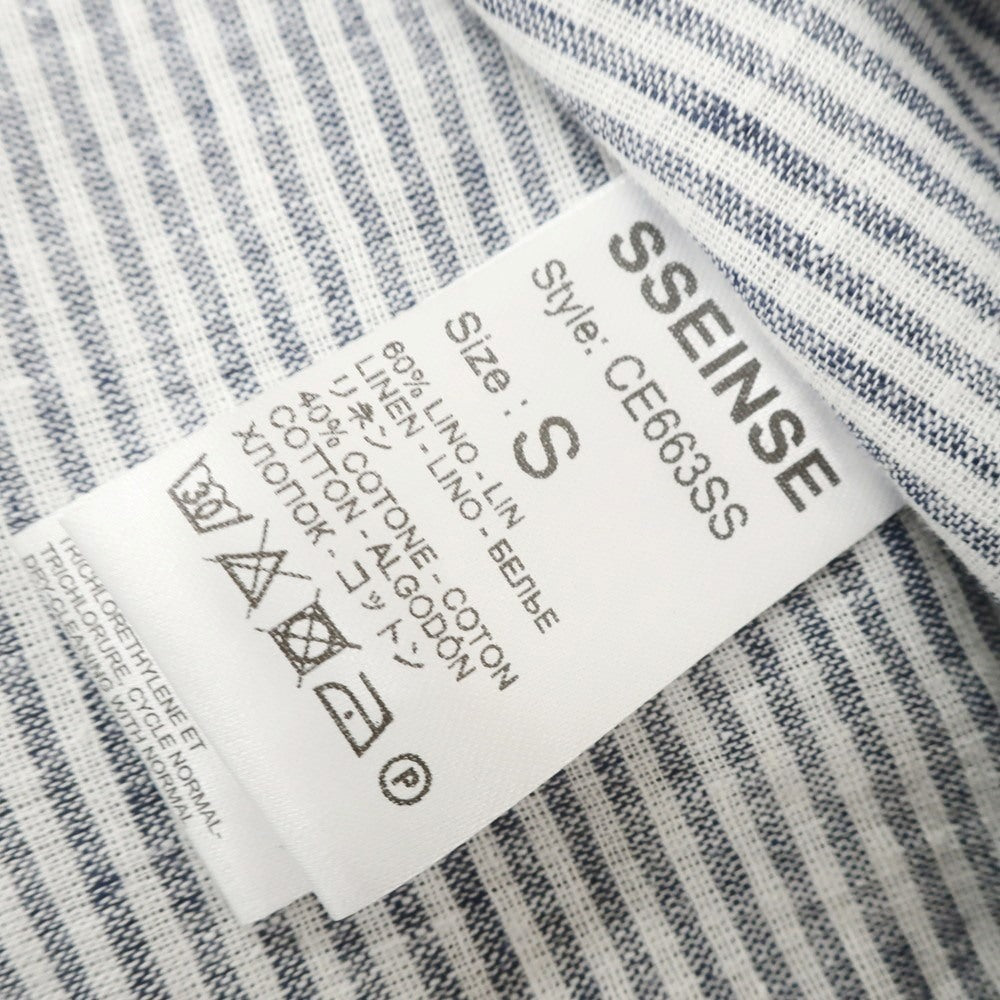 SSEINSE
Style: CE663SS
Size : S
60% LINO - LIN
LINEN - LINO - БЕЛЬЕ
リネン
40% COTONE - COTON
COTTON - ALGODÓN
ХЛОПОК - コットン
30
P
TRICHLORETHYLENE ET
TRICHLORURE. CYCLE NORMAL-
DRY-CLEANING WITH NORMAL